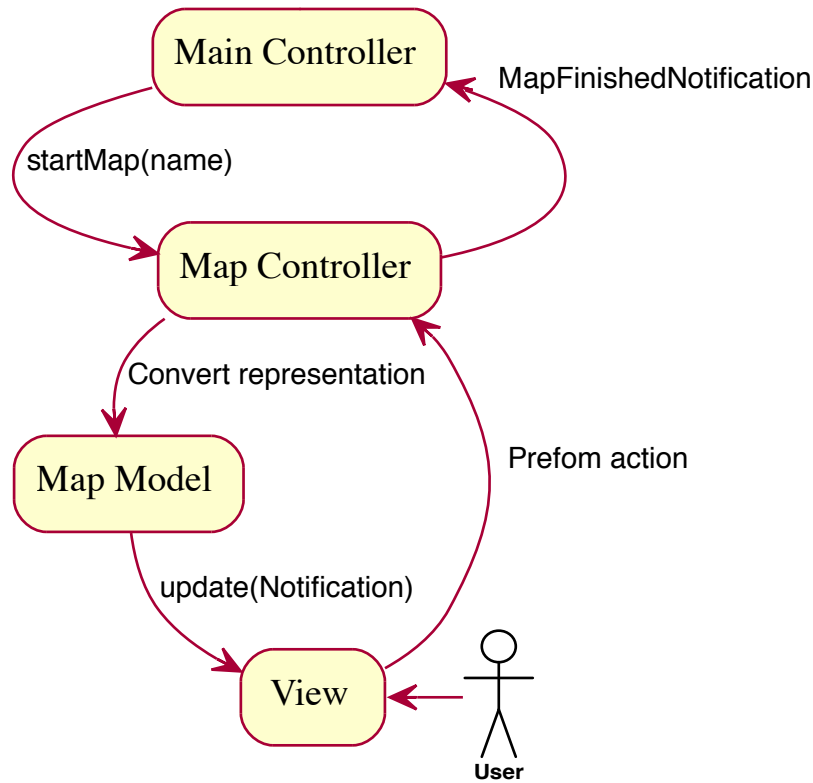 Main Controller
MapFinishedNotification
startMap(name)
Map Controller
Convert representation
Prefom action
Map Model
update(Notification)
View
User